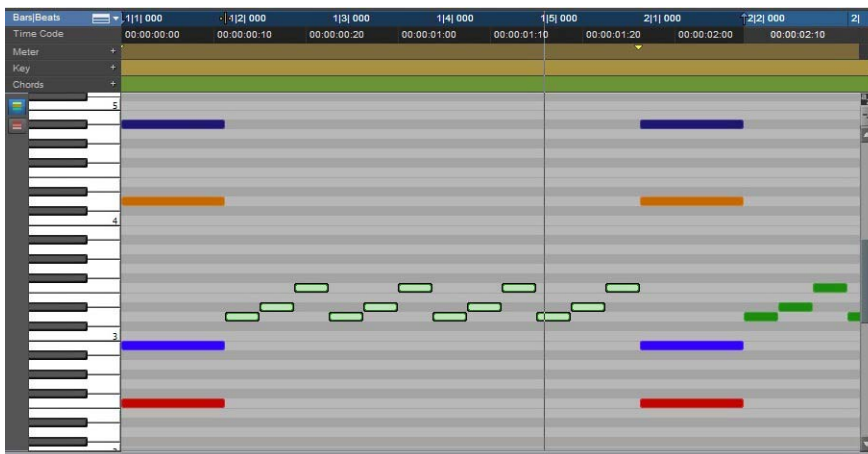 Bars|Beats 1|1| 000 1|2| 000 1|3| 000 1|4| 000 1|5| 000 2|1| 000 2|2| 000 2|
Time Code 00:00:00:00 00:00:00:10 00:00:00:20 00:00:01:00 00:00:01:10 00:00:01:20 00:00:02:00 00:00:02:10
Meter +
Key +
Chords +
5
4
3